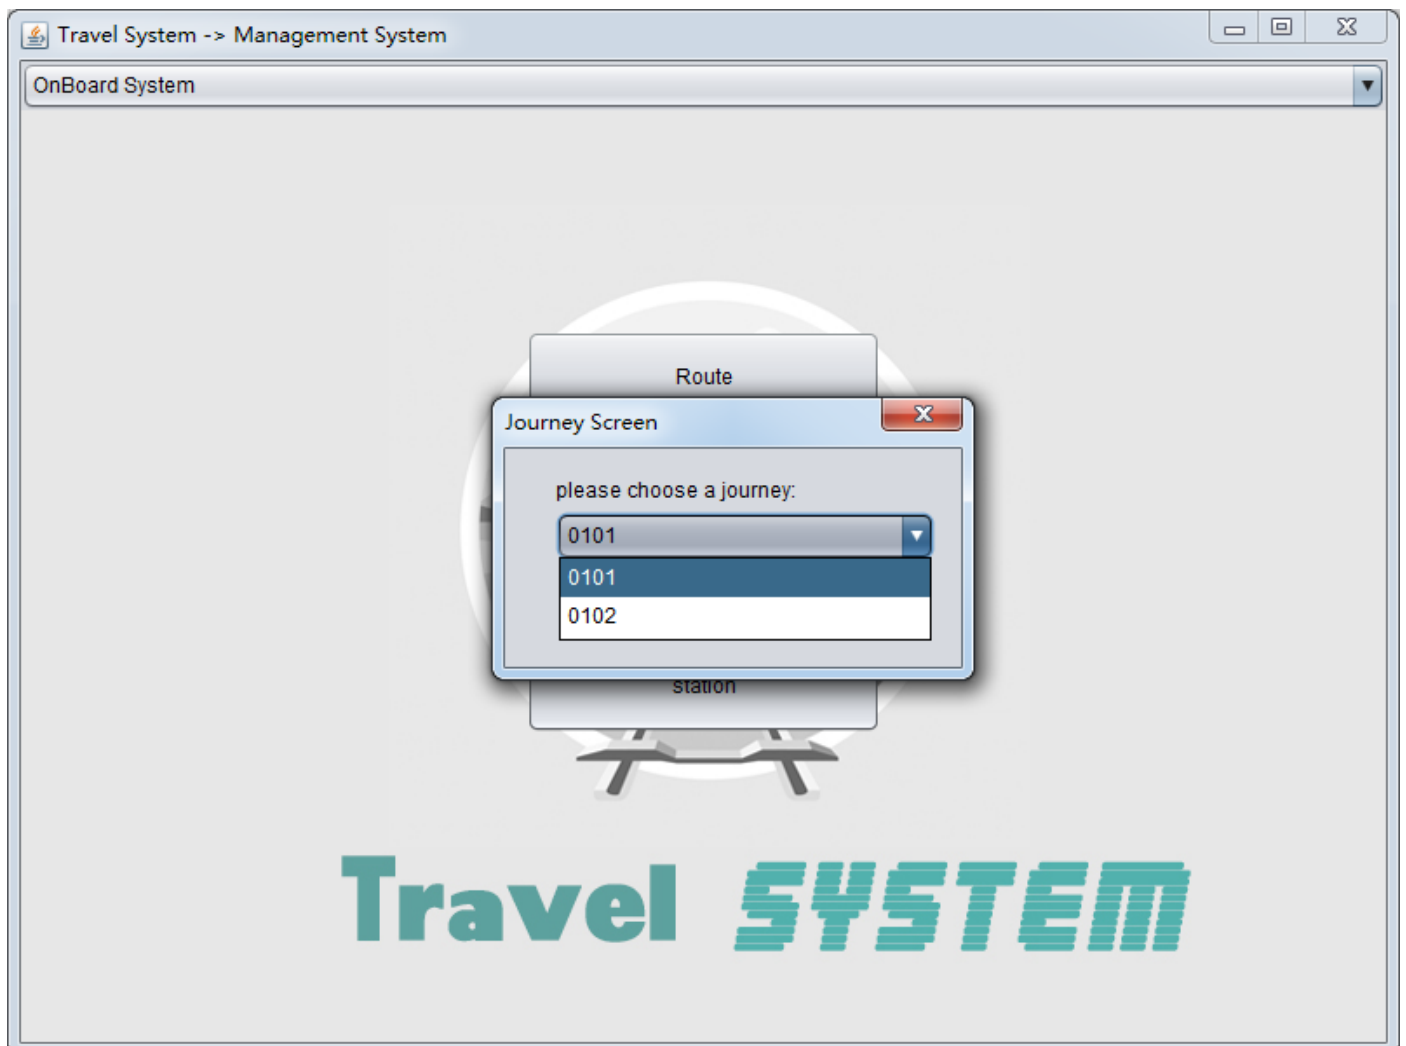 Travel System -> Management System
OnBoard System
Route
Journey Screen
please choose a journey:
0101
0101
0102
station
Travel SYSTEM